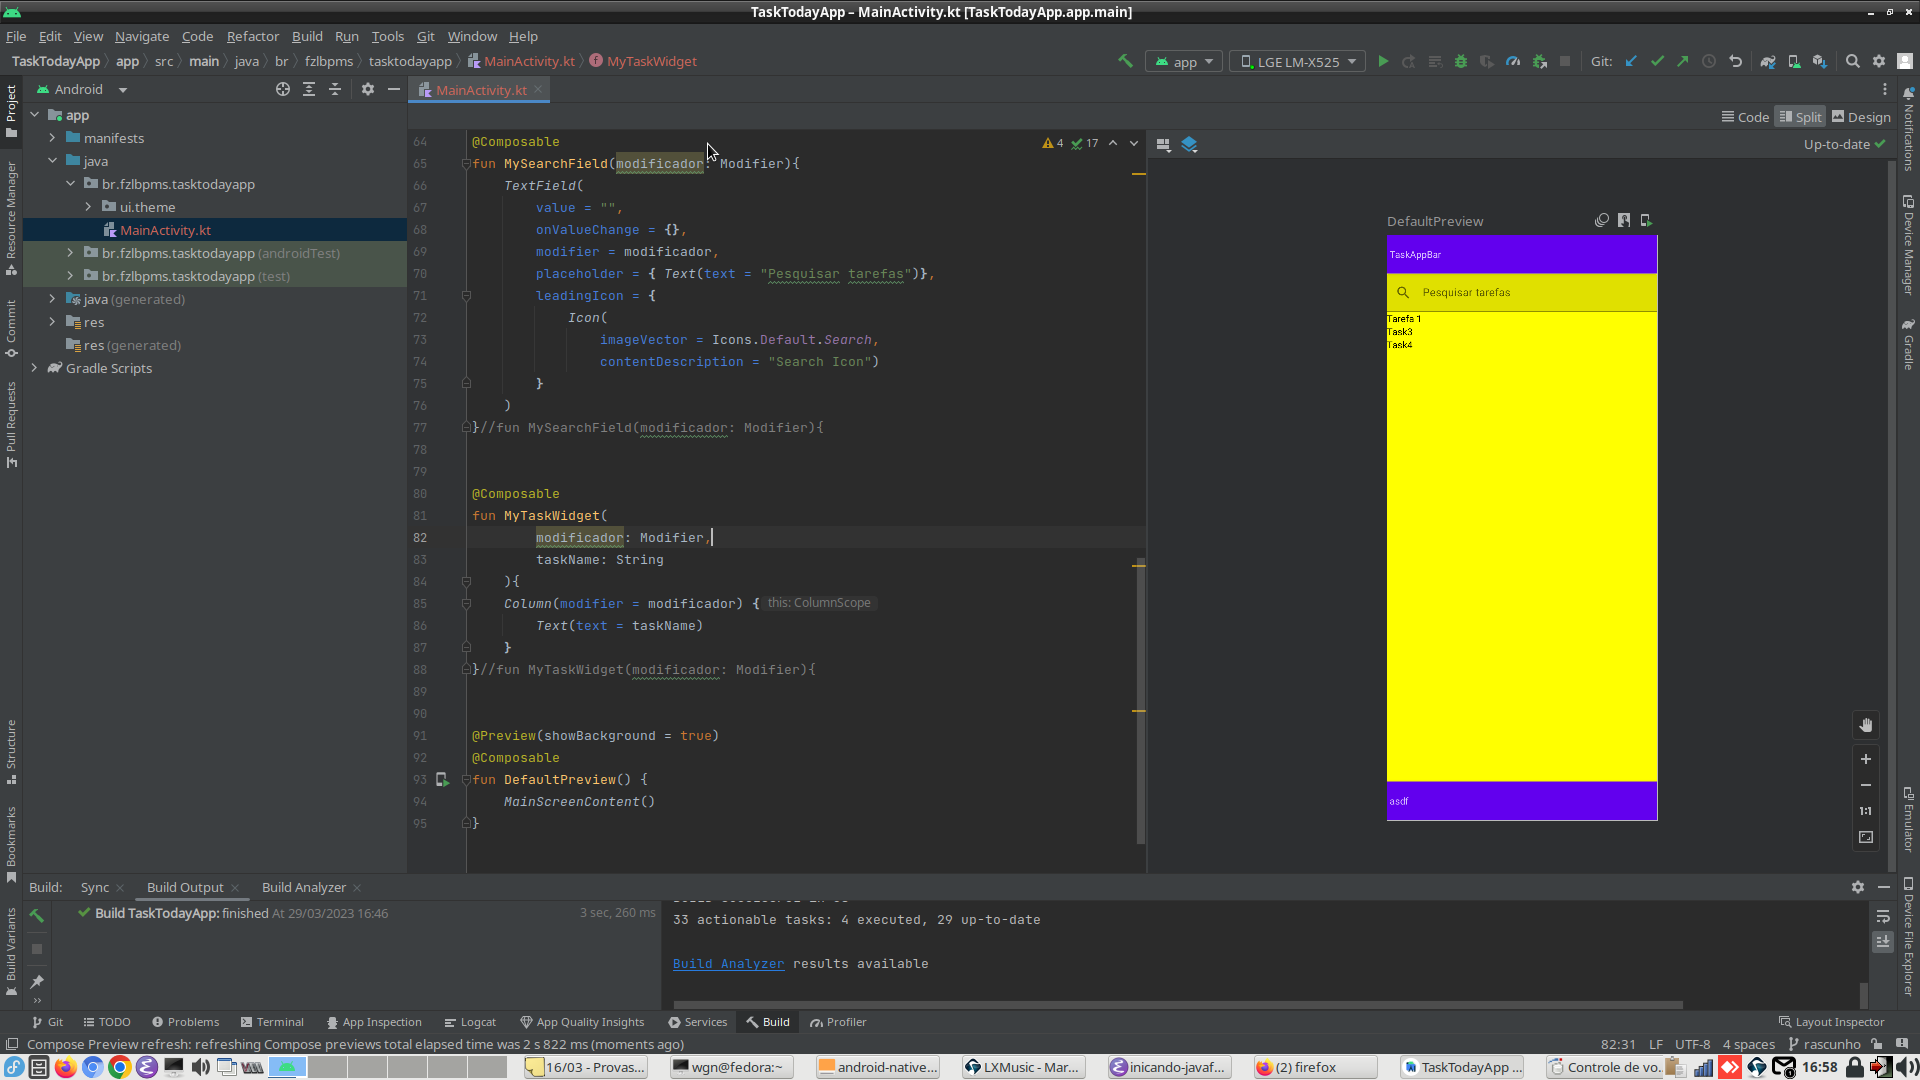 TaskTodayApp – MainActivity.kt [TaskTodayApp.app.main]
File Edit View Navigate Code Refactor Build Run Tools Git Window Help
TaskTodayApp app src main java br fzlbpms tasktodayapp MainActivity.kt MyTaskWidget
app LGE LM-X525 Git:
Android
MainActivity.kt
Code Split Design
Up-to-date
app
manifests
java
br.fzlbpms.tasktodayapp
ui.theme
MainActivity.kt
br.fzlbpms.tasktodayapp (androidTest)
br.fzlbpms.tasktodayapp (test)
java (generated)
res
res (generated)
Gradle Scripts
Project
Resource Manager
Commit
Pull Requests
Structure
Bookmarks
Build Variants
4 17
64 @Composable
65 fun MySearchField(modificador: Modifier){
66 TextField(
67 value = "",
68 onValueChange = {},
69 modifier = modificador,
70 placeholder = { Text(text = "Pesquisar tarefas")},
71 leadingIcon = {
72 Icon(
73 imageVector = Icons.Default.Search,
74 contentDescription = "Search Icon")
75 }
76 )
77 }//fun MySearchField(modificador: Modifier){
78
79
80 @Composable
81 fun MyTaskWidget(
82 modificador: Modifier,
83 taskName: String
84 ){
85 Column(modifier = modificador) { this: ColumnScope
86 Text(text = taskName)
87 }
88 }//fun MyTaskWidget(modificador: Modifier){
89
90
91 @Preview(showBackground = true)
92 @Composable
93 fun DefaultPreview() {
94 MainScreenContent()
95 }
DefaultPreview
TaskAppBar
Pesquisar tarefas
Tarefa 1
Task3
Task4
asdf
1:1
Notifications
Device Manager
Gradle
Emulator
Device File Explorer
Build: Sync Build Output Build Analyzer
Build TaskTodayApp: finished At 29/03/2023 16:46 3 sec, 260 ms
33 actionable tasks: 4 executed, 29 up-to-date
Build Analyzer results available
Git TODO Problems Terminal App Inspection Logcat App Quality Insights Services Build Profiler Layout Inspector
Compose Preview refresh: refreshing Compose previews total elapsed time was 2 s 822 ms (moments ago) 82:31 LF UTF-8 4 spaces rascunho
16/03 - Provas... wgn@fedora:~ android-native... LXMusic - Mar... inicando-javaf... (2) firefox TaskTodayApp ... Controle de vo... 16:58